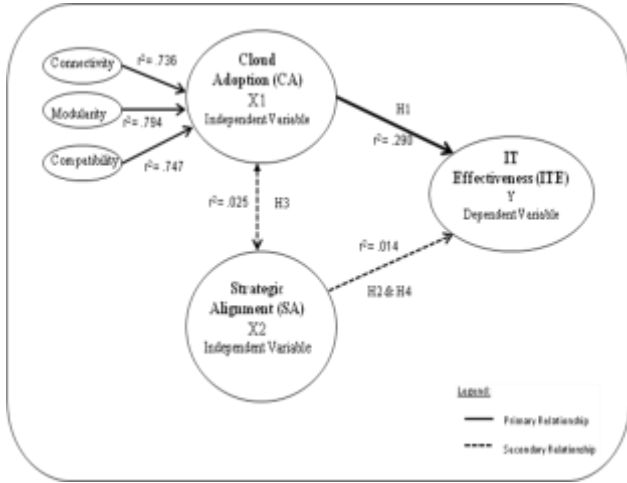 Connectivity
r²= .736
Modularity
r²= .794
Compatibility
r²= .747
Cloud
Adoption (CA)
X1
Independent Variable
H1
r²= .290
IT
Effectiveness (ITE)
Y
Dependent Variable
r²= .025
H3
r²= .014
H2 & H4
Strategic
Alignment (SA)
X2
Independent Variable
Legend:
Primary Relationship
Secondary Relationship